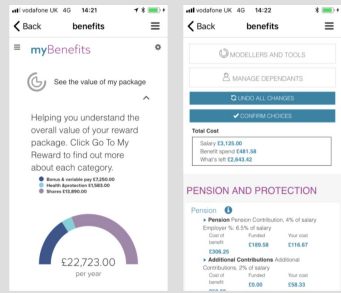 vodafone UK 4G 14:21
Back benefits
myBenefits
See the value of my package
Helping you understand the
overall value of your reward
package. Click Go To My
Reward to find out more
about each category.
Bonus & variable pay £7,250.00
Health &protection £1,583.00
Shares £13,890.00
£22,723.00
per year
vodafone UK 4G 14:22
Back benefits
MODELLERS AND TOOLS
MANAGE DEPENDANTS
UNDO ALL CHANGES
CONFIRM CHOICES
Total Cost
Salary £3,125.00
Benefit spend £481.58
What's left £2,643.42
PENSION AND PROTECTION
Pension
Pension Pension Contribution, 4% of salary
Employer %: 6.5% of salary
Cost of Funded Your cost
benefit £189.58 £116.67
£306.25
Additional Contributions Additional
Contributions, 2% of salary
Cost of Funded Your cost
benefit £0.00 £58.33